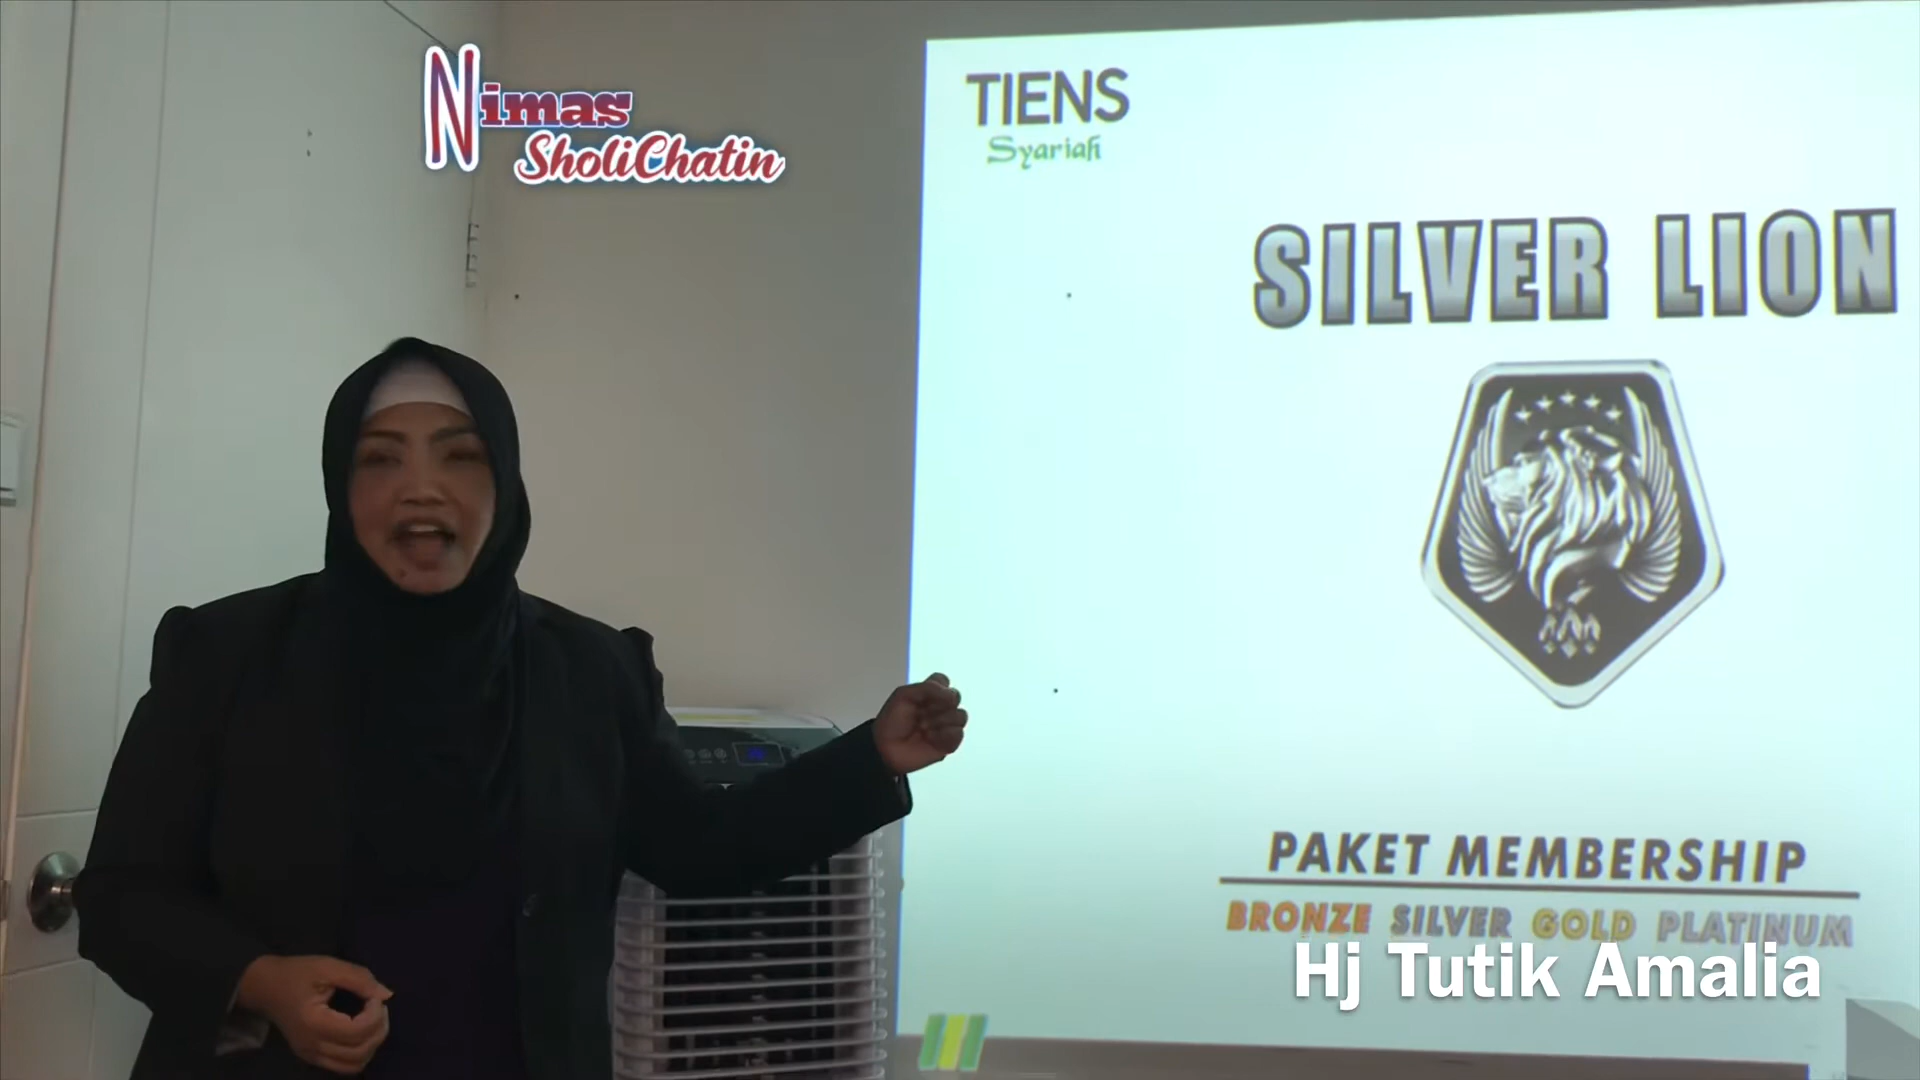 Nimas
SholiChatin
TIENS
Syariah
SILVER LION
PAKET MEMBERSHIP
BRONZE SILVER GOLD PLATINUM
Hj Tutik Amalia